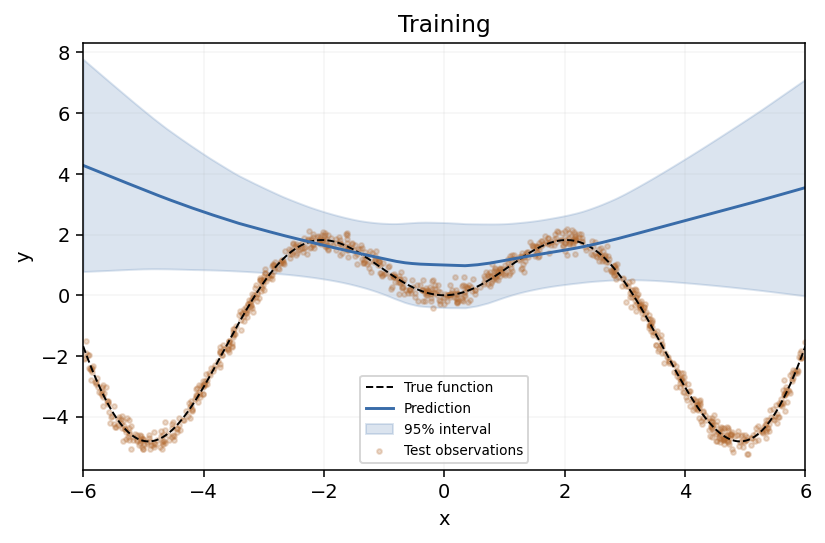 Training
8
6
4
2
0
−2
−4
y
−6
−4
−2
0
2
4
6
x
True function
Prediction
95% interval
Test observations